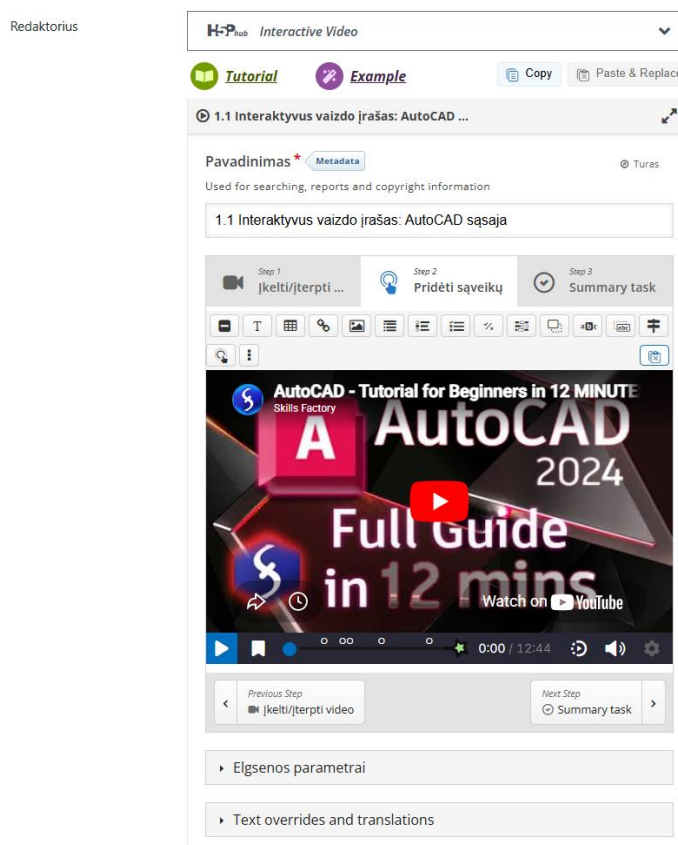 Redaktorius
H5P hub Interactive Video
Tutorial
Example
Copy
Paste & Replace
1.1 Interaktyvus vaizdo įrašas: AutoCAD ...
Pavadinimas *
Metadata
Turas
Used for searching, reports and copyright information
1.1 Interaktyvus vaizdo įrašas: AutoCAD sąsaja
Step 1
Įkelti/įterpti ...
Step 2
Pridėti sąveikų
Step 3
Summary task
T
aBc
abc
AutoCAD - Tutorial for Beginners in 12 MINUTE
Skills Factory
A
AutoCAD
2024
Full Guide
in 12 mins
Watch on YouTube
0:00 / 12:44
Previous Step
Įkelti/įterpti video
Next Step
Summary task
Elgsenos parametrai
Text overrides and translations